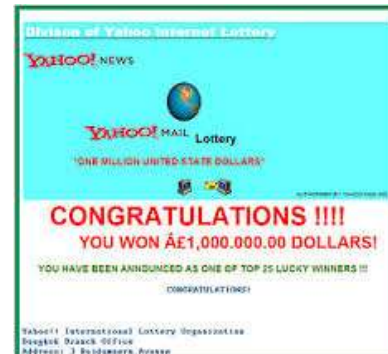 Divison of Yahoo Internet Lottery
YAHOO! NEWS
YAHOO! MAIL Lottery
"ONE MILLION UNITED STATE DOLLARS"
CONGRATULATIONS !!!!
YOU WON Â£1,000.000.00 DOLLARS!
YOU HAVE BEEN ANNOUNCED AS ONE OF TOP 25 LUCKY WINNERS !!!
CONGRATULATIONS!
Yahoo!! International Lottery Organization
Bangkok Branch Office
Address: 3 Avenue